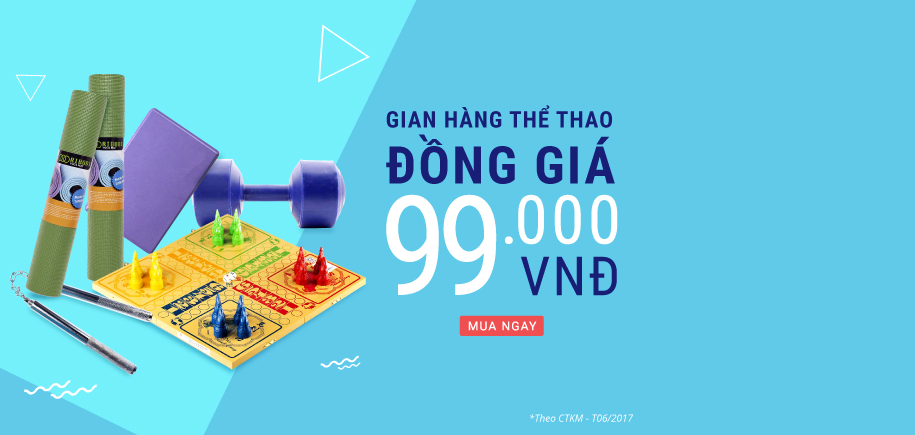 GIAN HÀNG THỂ THAO
ĐỒNG GIÁ
99.000
VNĐ
MUA NGAY
*Theo CTKM - T06/2017